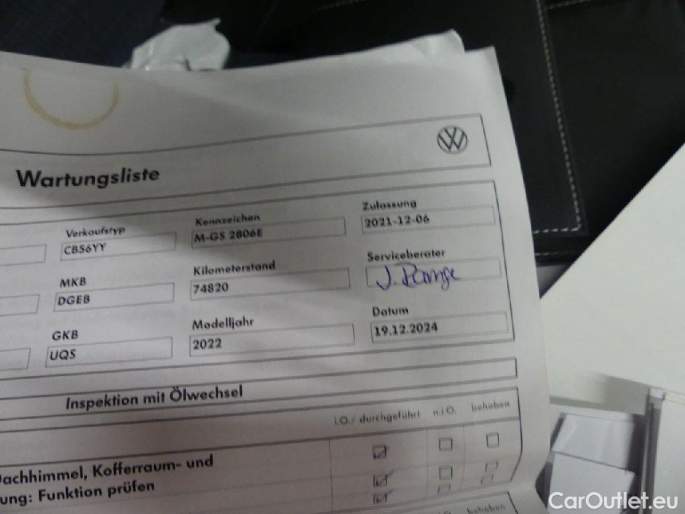 Wartungsliste
Verkaufstyp
CB56YY
Kennzeichen
M-GS 2806E
Zulassung
2021-12-06
MKB
DGEB
Kilometerstand
74820
Serviceberater
GKB
UQS
Modelljahr
2022
Datum
19.12.2024
Inspektion mit Ölwechsel
i.O./ durchgeführt n.i.O. behoben
Dachhimmel, Kofferraum- und
ung: Funktion prüfen
behoben
CarOutlet.eu